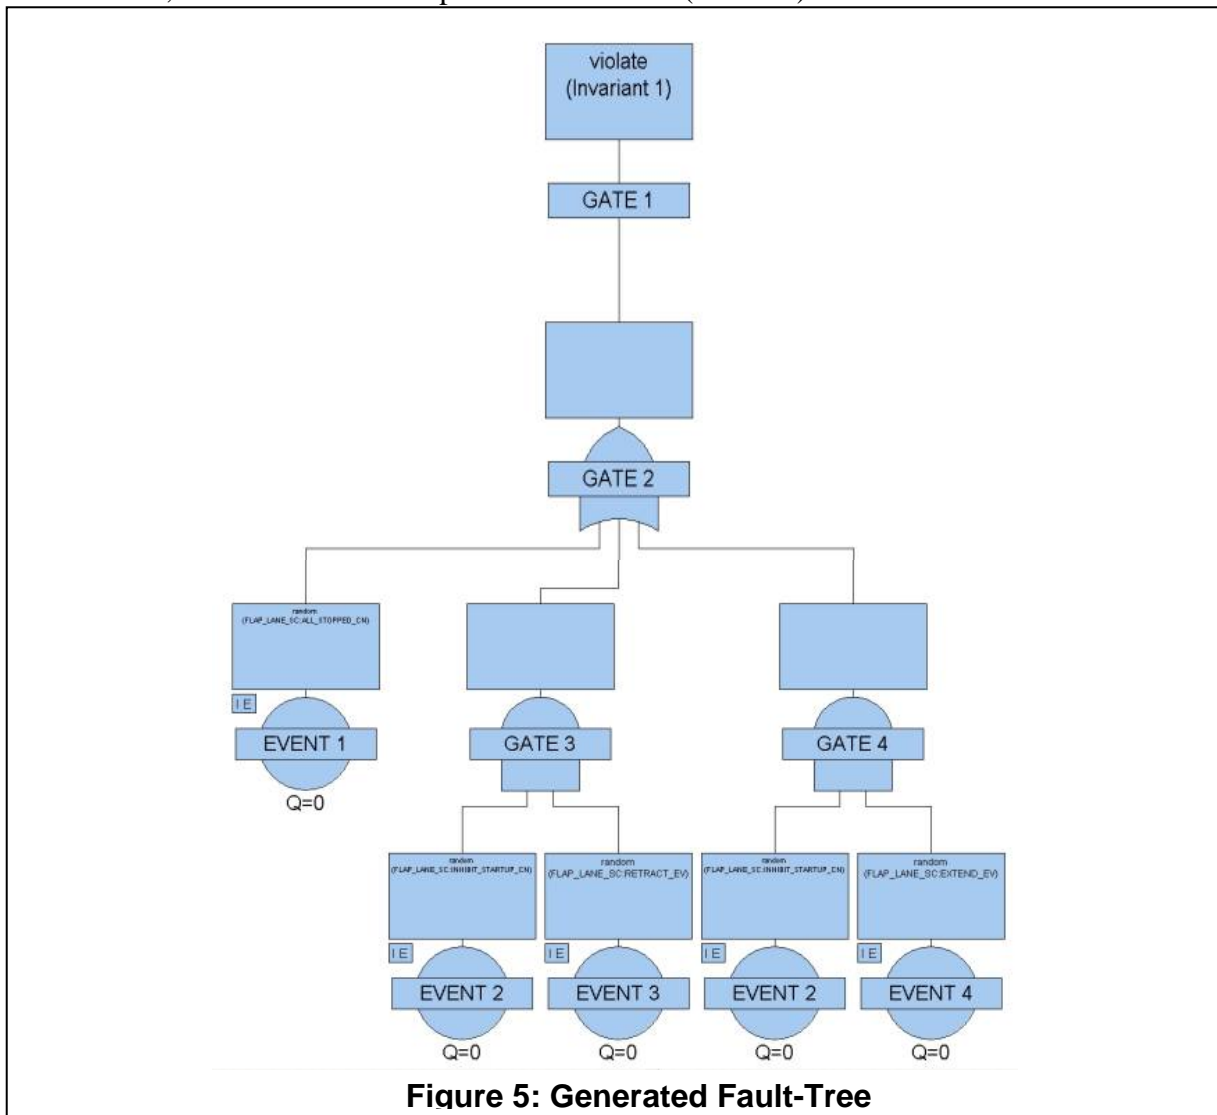 violate
(Invariant 1)
GATE 1
GATE 2
random
(FLAP_LANE_SC:ALL_STOPPED_CN)
I E
EVENT 1
Q=0
GATE 3
GATE 4
random
(FLAP_LANE_SC:INHIBIT_STARTUP_CN)
random
(FLAP_LANE_SC:RETRACT_EV)
random
(FLAP_LANE_SC:INHIBIT_STARTUP_CN)
random
(FLAP_LANE_SC:EXTEND_EV)
I E
I E
I E
I E
EVENT 2
EVENT 3
EVENT 2
EVENT 4
Q=0
Q=0
Q=0
Q=0
Figure 5: Generated Fault-Tree